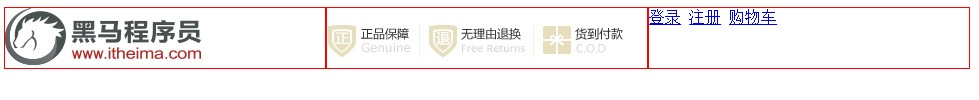 黑马程序员
www.itheima.com
正 正品保障
Genuine
退 无理由退换
Free Returns
货到付款
C.O.D
登录 注册 购物车